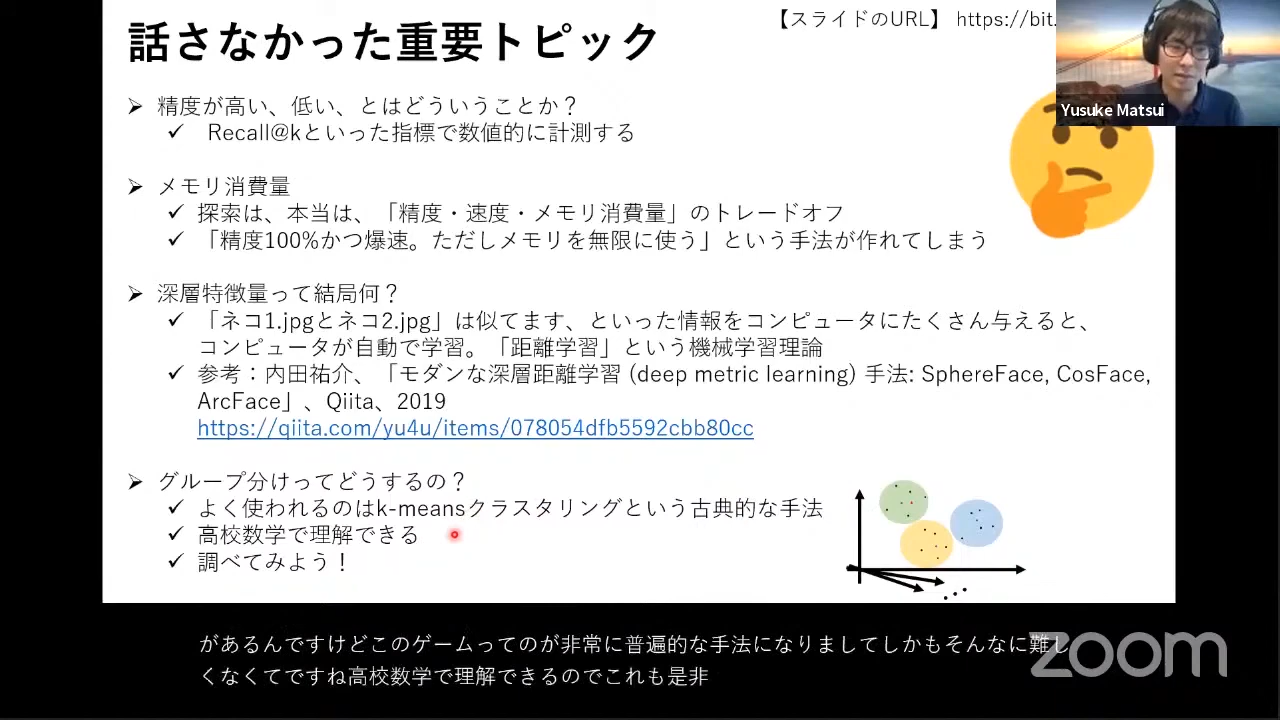 話さなかった重要トピック
【スライドのURL】 https://bit.
Yusuke Matsui
➢ 精度が高い、低い、とはどういうことか？
✓ Recall@kといった指標で数値的に計測する
➢ メモリ消費量
✓ 探索は、本当は、「精度・速度・メモリ消費量」のトレードオフ
✓ 「精度100%かつ爆速。ただしメモリを無限に使う」という手法が作れてしまう
➢ 深層特徴量って結局何？
✓ 「ネコ1.jpgとネコ2.jpg」は似てます、といった情報をコンピュータにたくさん与えると、
コンピュータが自動で学習。「距離学習」という機械学習理論
✓ 参考：内田祐介、「モダンな深層距離学習 (deep metric learning) 手法: SphereFace, CosFace,
ArcFace」、Qiita、2019
https://qiita.com/yu4u/items/078054dfb5592cbb80cc
➢ グループ分けってどうするの？
✓ よく使われるのはk-meansクラスタリングという古典的な手法
✓ 高校数学で理解できる
✓ 調べてみよう！
があるんですけどこのゲームってのが非常に普遍的な手法になりましてしかもそんなに難し
くなくてですね高校数学で理解できるのでこれも是非
zoom